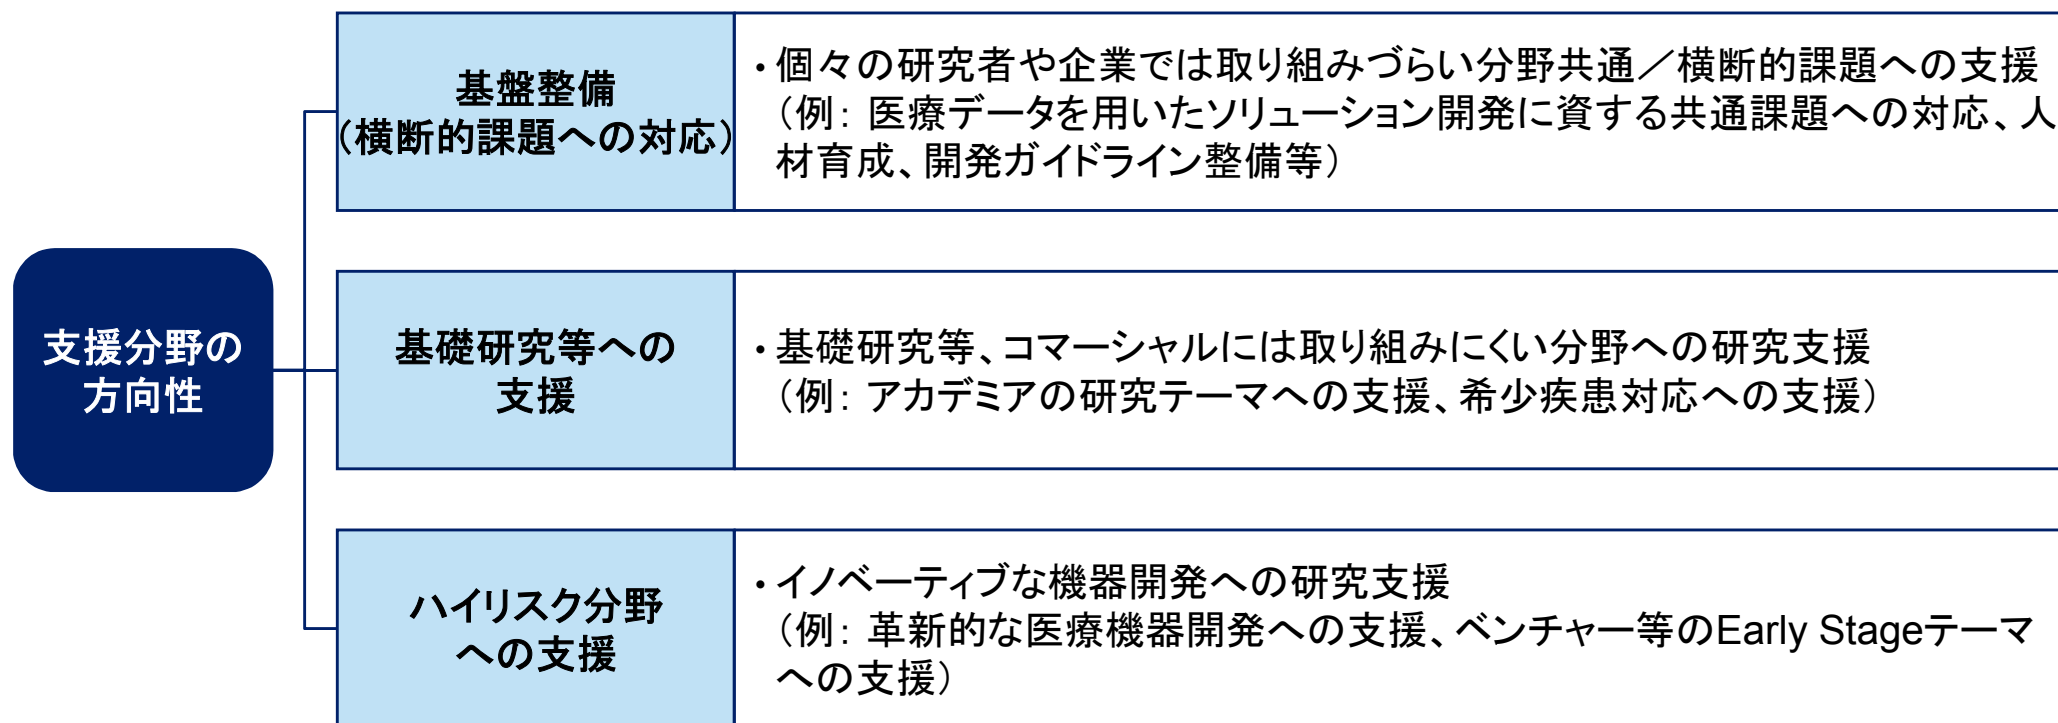 支援分野の
方向性
基盤整備
（横断的課題への対応）
・個々の研究者や企業では取り組みづらい分野共通／横断的課題への支援
（例： 医療データを用いたソリューション開発に資する共通課題への対応、人
材育成、開発ガイドライン整備等）
基礎研究等への
支援
・基礎研究等、コマーシャルには取り組みにくい分野への研究支援
（例： アカデミアの研究テーマへの支援、希少疾患対応への支援）
ハイリスク分野
への支援
・イノベーティブな機器開発への研究支援
（例： 革新的な医療機器開発への支援、ベンチャー等のEarly Stageテーマ
への支援）